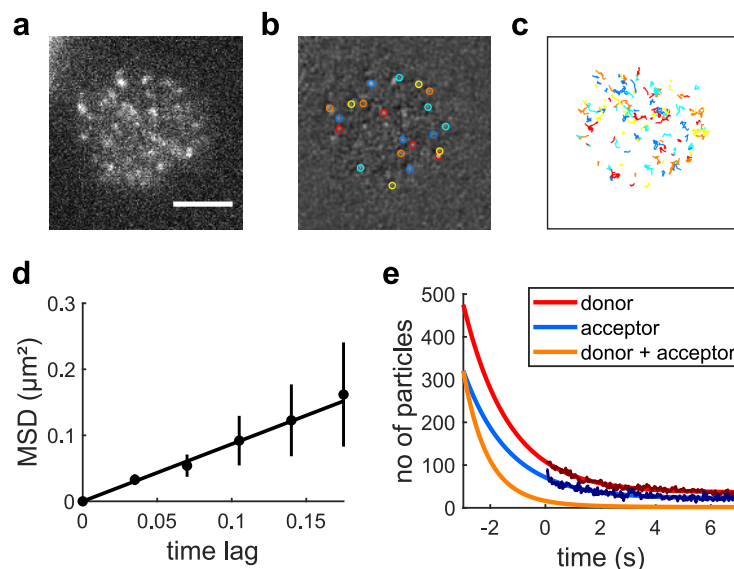 a
b
c
d
MSD (µm²)
0.3
0.2
0.1
0
0
0.05
0.1
0.15
time lag
e
no of particles
500
400
300
200
100
0
-2
0
2
4
6
time (s)
donor
acceptor
donor + acceptor